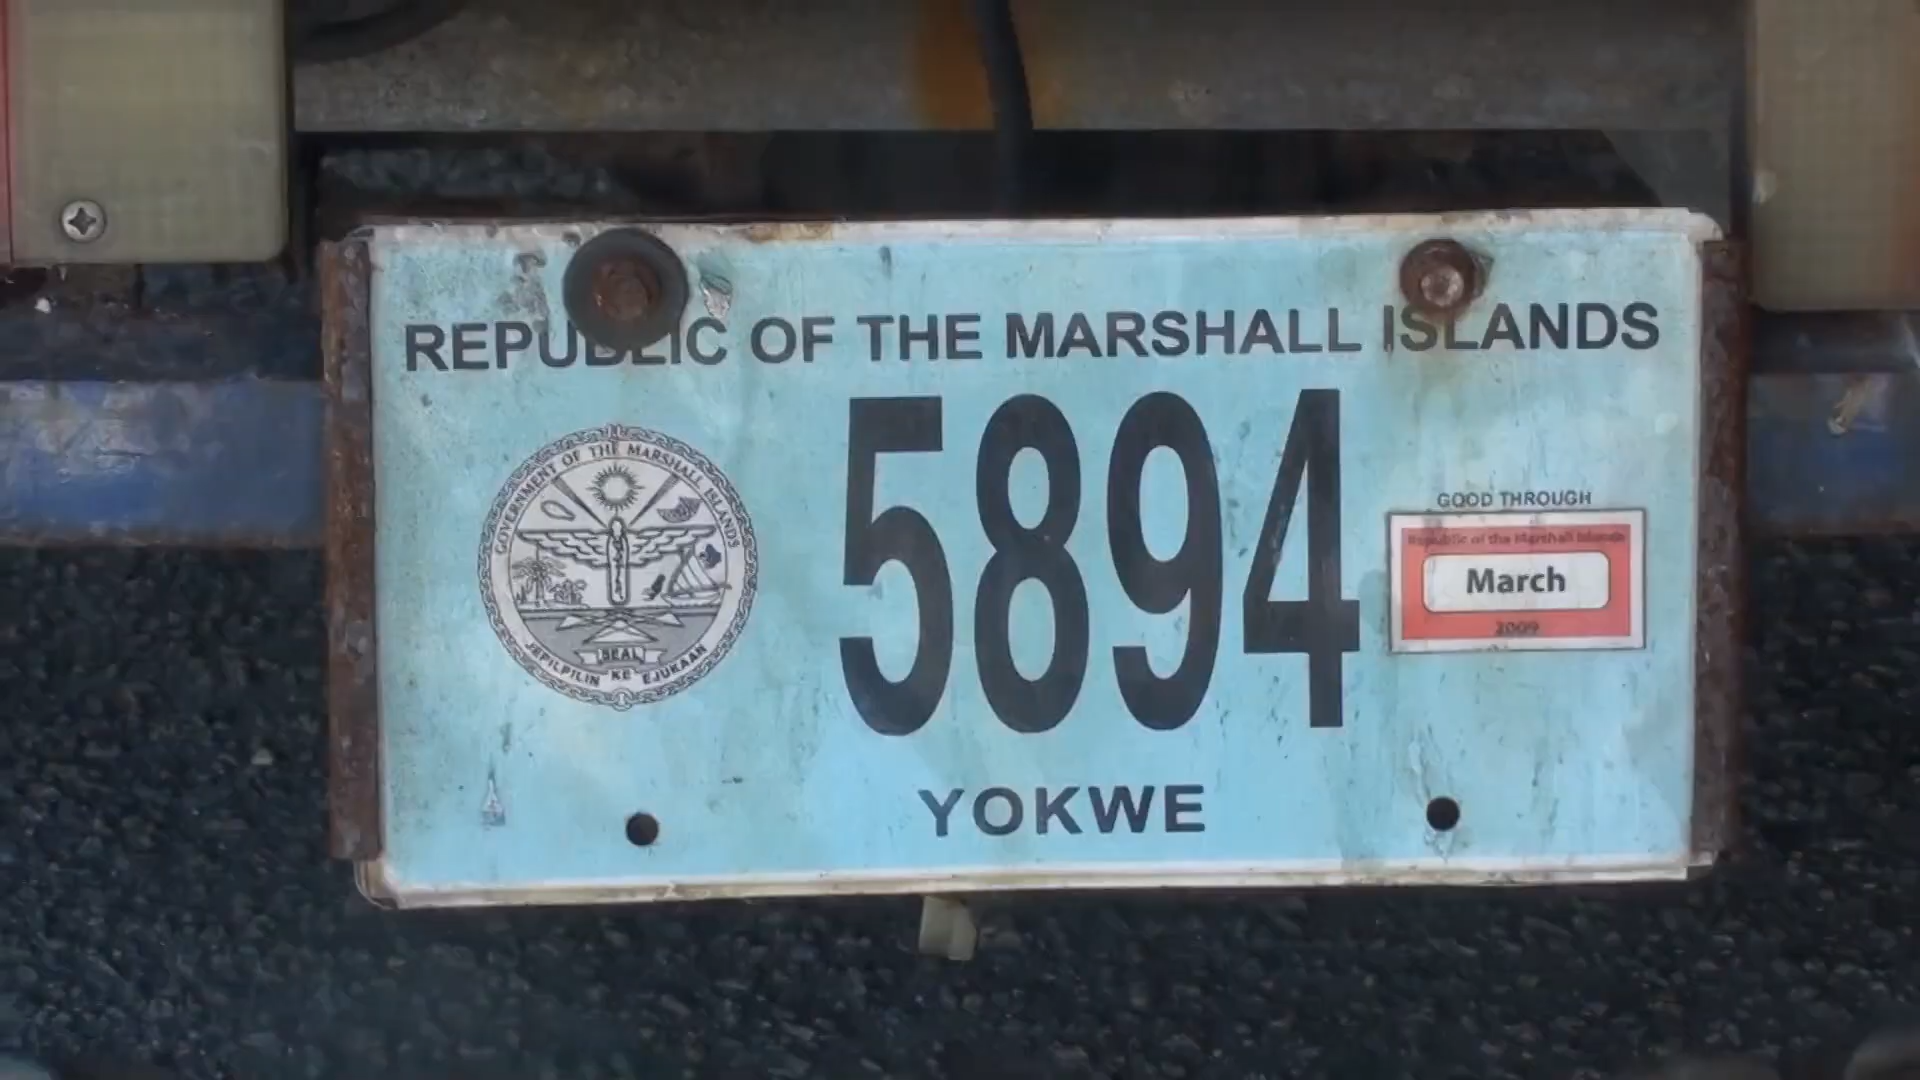 REPUBLIC OF THE MARSHALL ISLANDS
GOVERNMENT OF THE MARSHALL ISLANDS
SEAL
JEPILPILIN KE EJUKAAN
5894
GOOD THROUGH
Republic of the Marshall Islands
March
2009
YOKWE